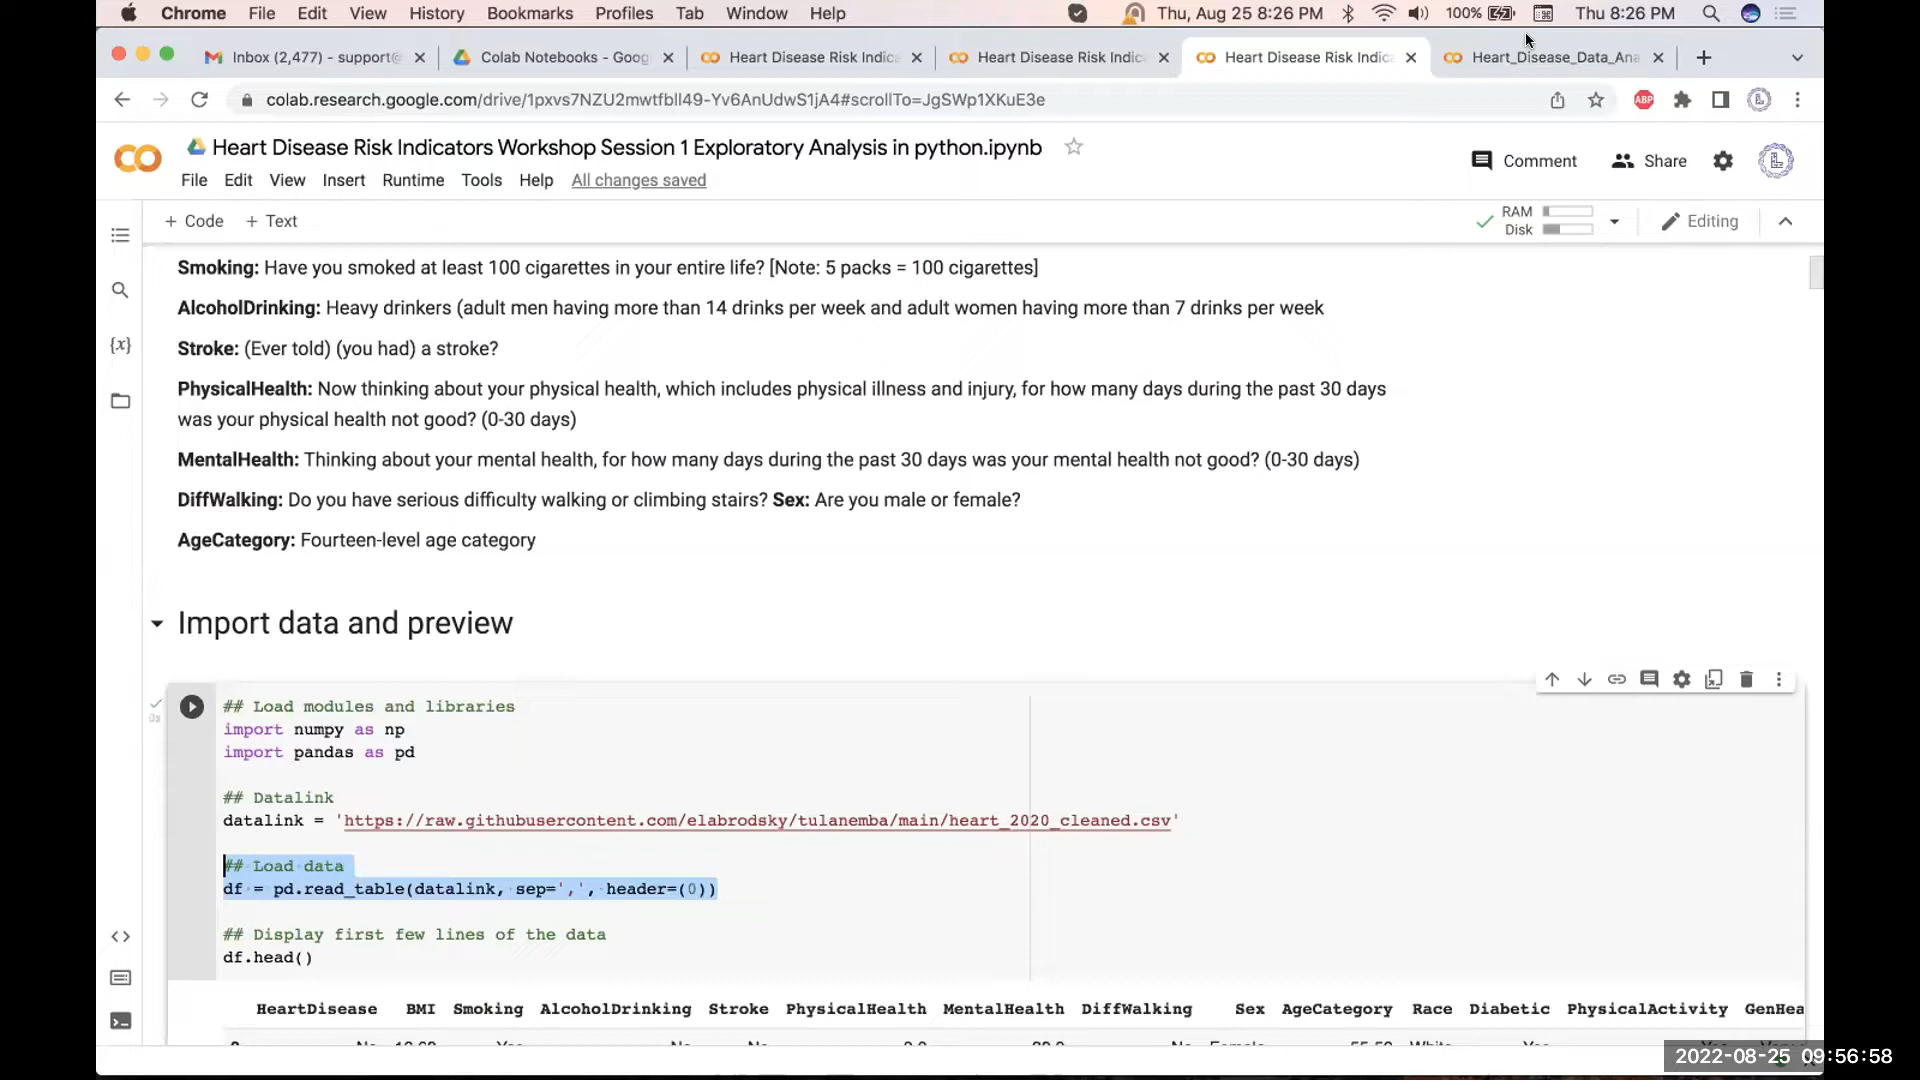 Chrome File Edit View History Bookmarks Profiles Tab Window Help Thu, Aug 25 8:26 PM 100% Thu 8:26 PM
Inbox (2,477) - support@ Colab Notebooks - Goog Heart Disease Risk Indica Heart Disease Risk Indic Heart Disease Risk Indica Heart_Disease_Data_Ana
colab.research.google.com/drive/1pxvs7NZU2mwtfbll49-Yv6AnUdwS1jA4#scrollTo=JgSWp1XKuE3e ABP
Heart Disease Risk Indicators Workshop Session 1 Exploratory Analysis in python.ipynb
Comment Share
File Edit View Insert Runtime Tools Help All changes saved
+ Code + Text RAM Disk Editing
Smoking: Have you smoked at least 100 cigarettes in your entire life? [Note: 5 packs = 100 cigarettes]
AlcoholDrinking: Heavy drinkers (adult men having more than 14 drinks per week and adult women having more than 7 drinks per week
Stroke: (Ever told) (you had) a stroke?
{x}
PhysicalHealth: Now thinking about your physical health, which includes physical illness and injury, for how many days during the past 30 days
was your physical health not good? (0-30 days)
MentalHealth: Thinking about your mental health, for how many days during the past 30 days was your mental health not good? (0-30 days)
DiffWalking: Do you have serious difficulty walking or climbing stairs? Sex: Are you male or female?
AgeCategory: Fourteen-level age category
Import data and preview
## Load modules and libraries
0s
import numpy as np
import pandas as pd
## Datalink
datalink = 'https://raw.githubusercontent.com/elabrodsky/tulanemba/main/heart_2020_cleaned.csv'
## Load data
df = pd.read_table(datalink, sep=',', header=(0))
## Display first few lines of the data
df.head()
HeartDisease BMI Smoking AlcoholDrinking Stroke PhysicalHealth MentalHealth DiffWalking Sex AgeCategory Race Diabetic PhysicalActivity GenHea
2022-08-25 09:56:58